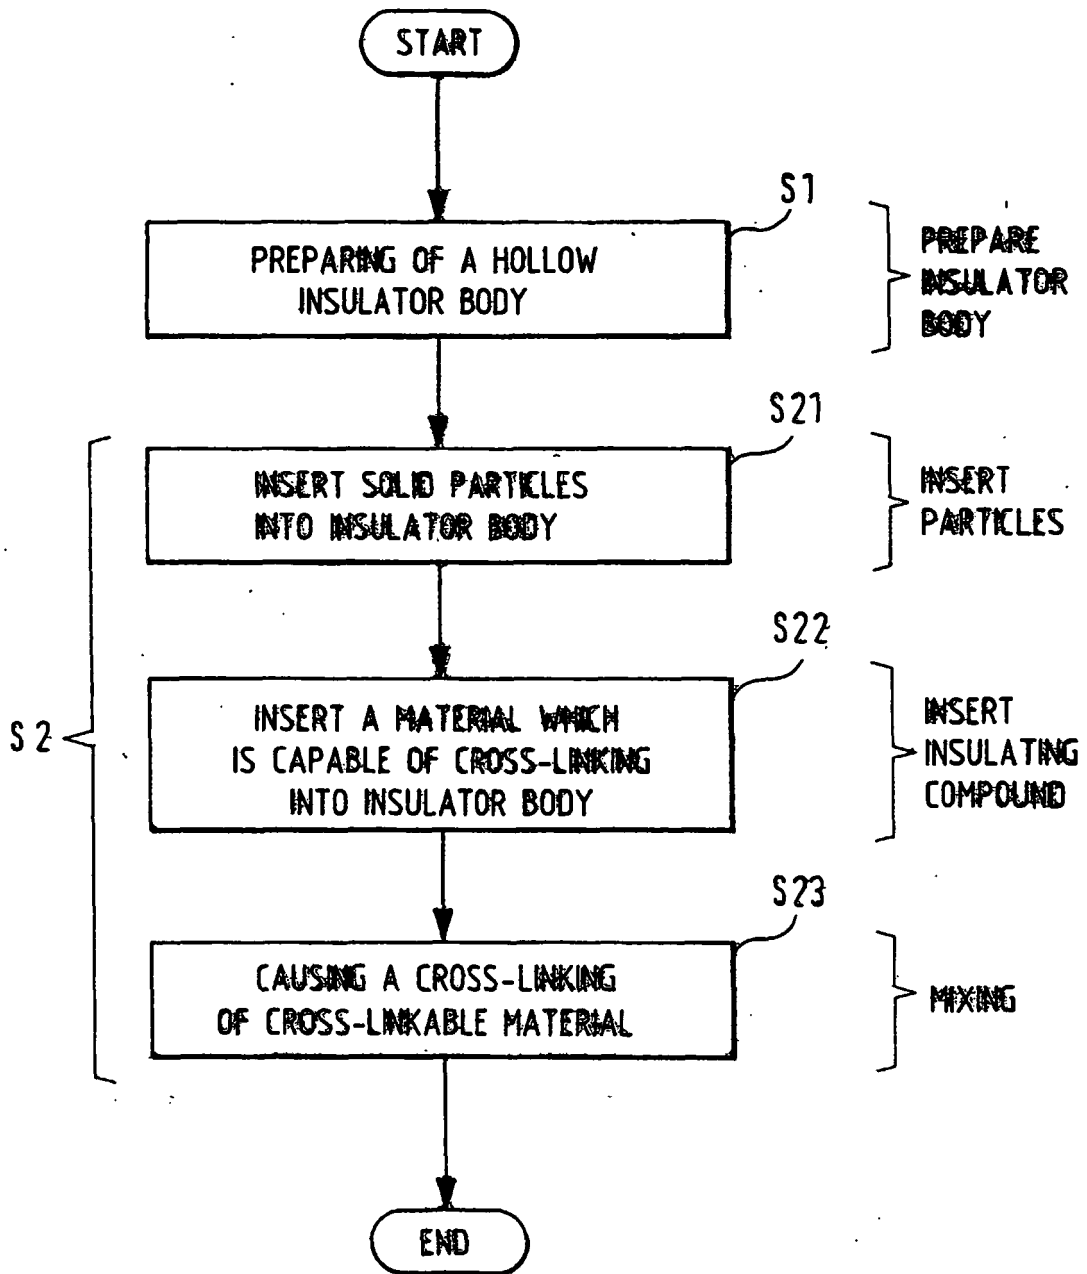 START
S1
PREPARING OF A HOLLOW
INSULATOR BODY
PREPARE
INSULATOR
BODY
S21
INSERT SOLID PARTICLES
INTO INSULATOR BODY
INSERT
PARTICLES
S2
S22
INSERT A MATERIAL WHICH
IS CAPABLE OF CROSS-LINKING
INTO INSULATOR BODY
INSERT
INSULATING
COMPOUND
S23
CAUSING A CROSS-LINKING
OF CROSS-LINKABLE MATERIAL
MIXING
END